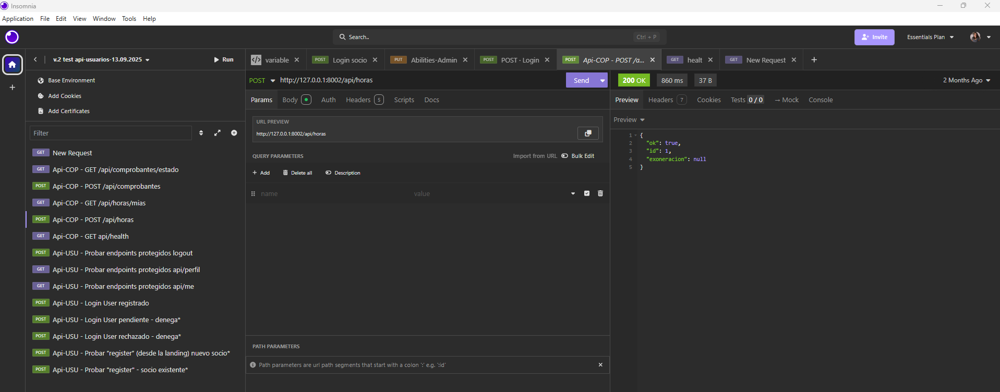 Insomnia
Application File Edit View Window Tools Help
Search.. Ctrl + P
Invite
Essentials Plan
v.2 test api-usuarios-13.09.2025
Run
variable
POST Login socio
PUT Abilities-Admin
POST POST · Login
POST Api-COP - POST /a...
GET healt
GET New Request
Base Environment
Add Cookies
Add Certificates
Filter
GET New Request
GET Api-COP - GET /api/comprobantes/estado
POST Api-COP - POST /api/comprobantes
GET Api-COP - GET /api/horas/mias
POST Api-COP - POST /api/horas
GET Api-COP - GET api/health
POST Api-USU - Probar endpoints protegidos logout
GET Api-USU - Probar endpoints protegidos api/perfil
GET Api-USU - Probar endpoints protegidos api/me
POST Api-USU - Login User registrado
POST Api-USU - Login User pendiente - denega*
POST Api-USU - Login User rechazado - denega*
POST Api-USU - Probar “register” (desde la landing) nuevo socio*
POST Api-USU - Probar "register" - socio existente*
POST http://127.0.0.1:8002/api/horas
Send
Params Body Auth Headers 5 Scripts Docs
URL PREVIEW
http://127.0.0.1:8002/api/horas
QUERY PARAMETERS
Import from URL Bulk Edit
Add Delete all Description
name value
PATH PARAMETERS
Path parameters are url path segments that start with a colon ':' e.g. ':id'
200 OK 860 ms 37 B
2 Months Ago
Preview Headers 7 Cookies Tests 0 / 0 → Mock Console
Preview
1 {
2 "ok": true,
3 "id": 1,
4 "exoneracion": null
5 }